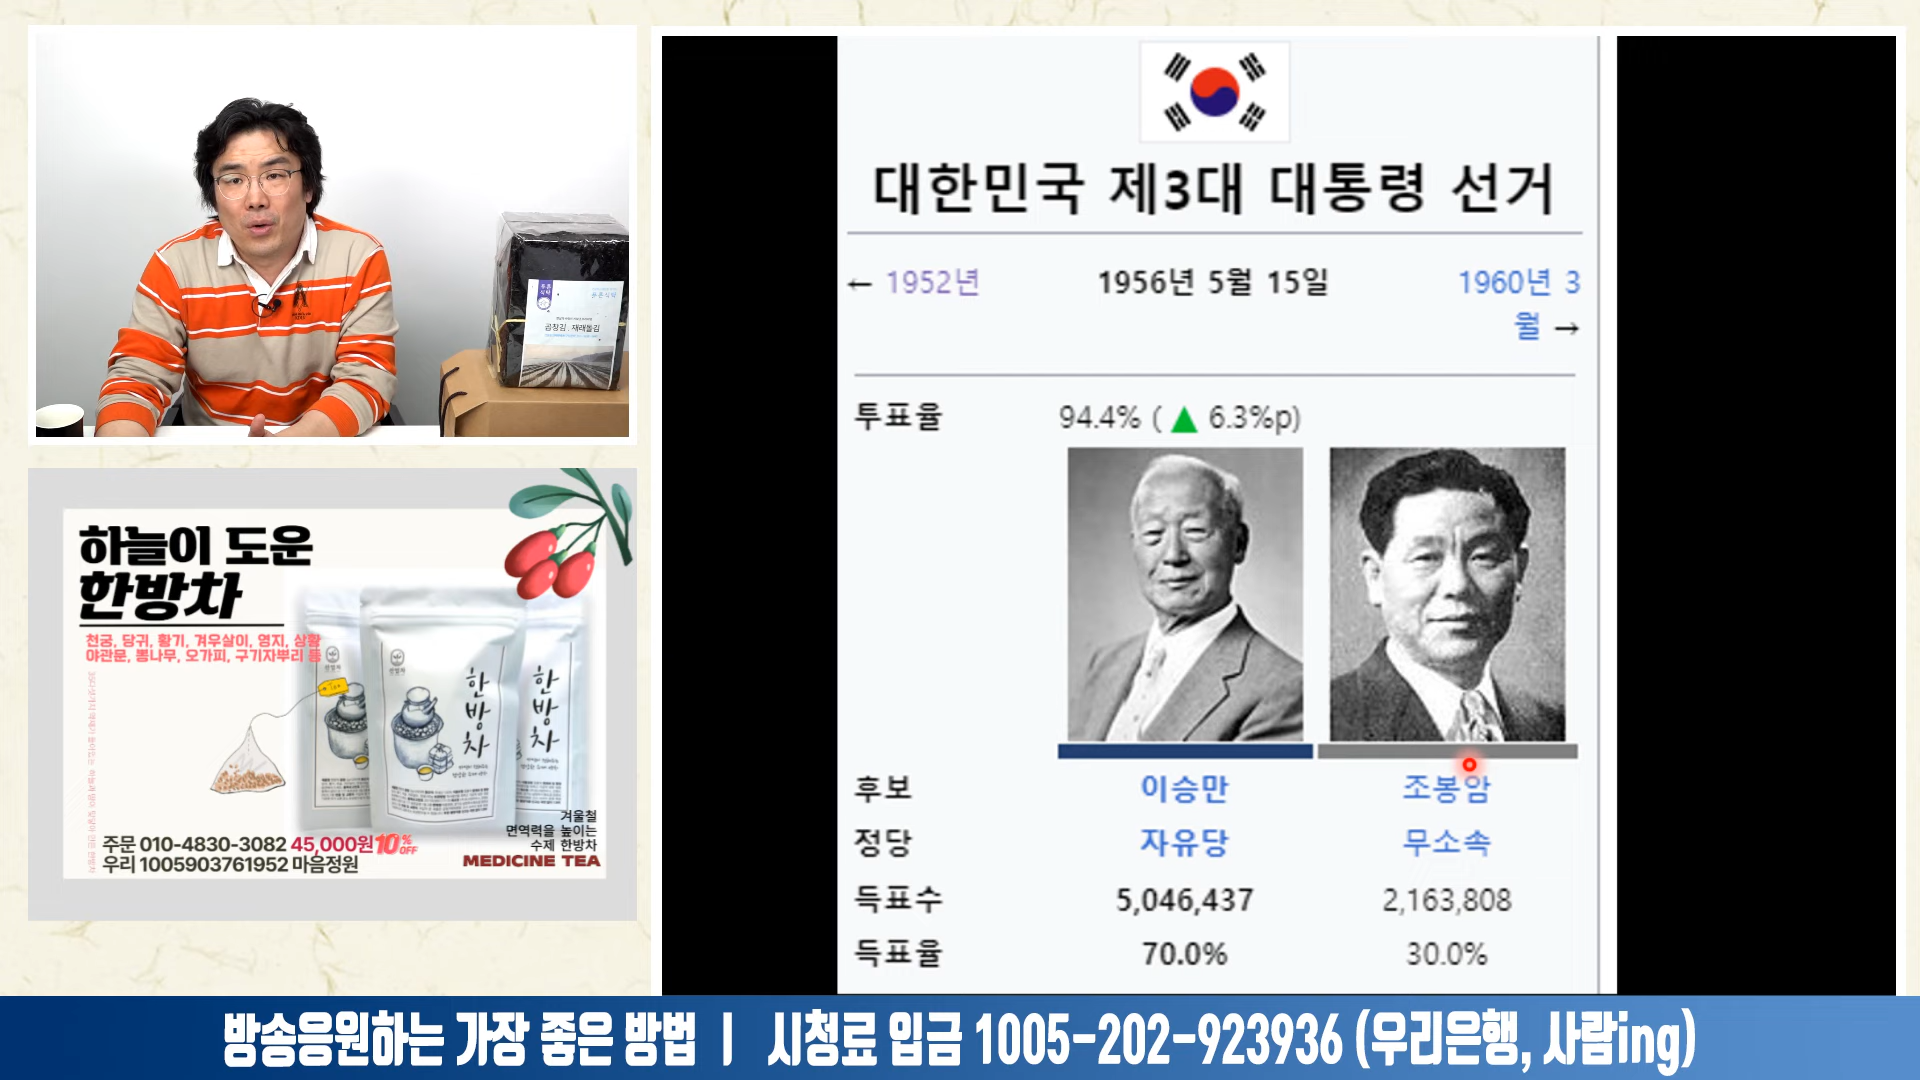 대한민국 제3대 대통령 선거
← 1952년 1956년 5월 15일 1960년 3
월 →
투표율 94.4% ( ▲ 6.3%p)
후보 이승만 조봉암
정당 자유당 무소속
득표수 5,046,437 2,163,808
득표율 70.0% 30.0%
곱창김 . 재래돌김
하늘이 도운
한방차
천궁, 당귀, 황기, 겨우살이, 영지, 상황
야관문, 뽕나무, 오가피, 구기자뿌리 등
한방차
한방차
겨울철
면역력을 높이는
수제 한방차
MEDICINE TEA
주문 010-4830-3082 45,000원 10% OFF
우리 1005903761952 마음정원
방송응원하는 가장 좋은 방법 ㅣ 시청료 입금 1005-202-923936 (우리은행, 사람ing)